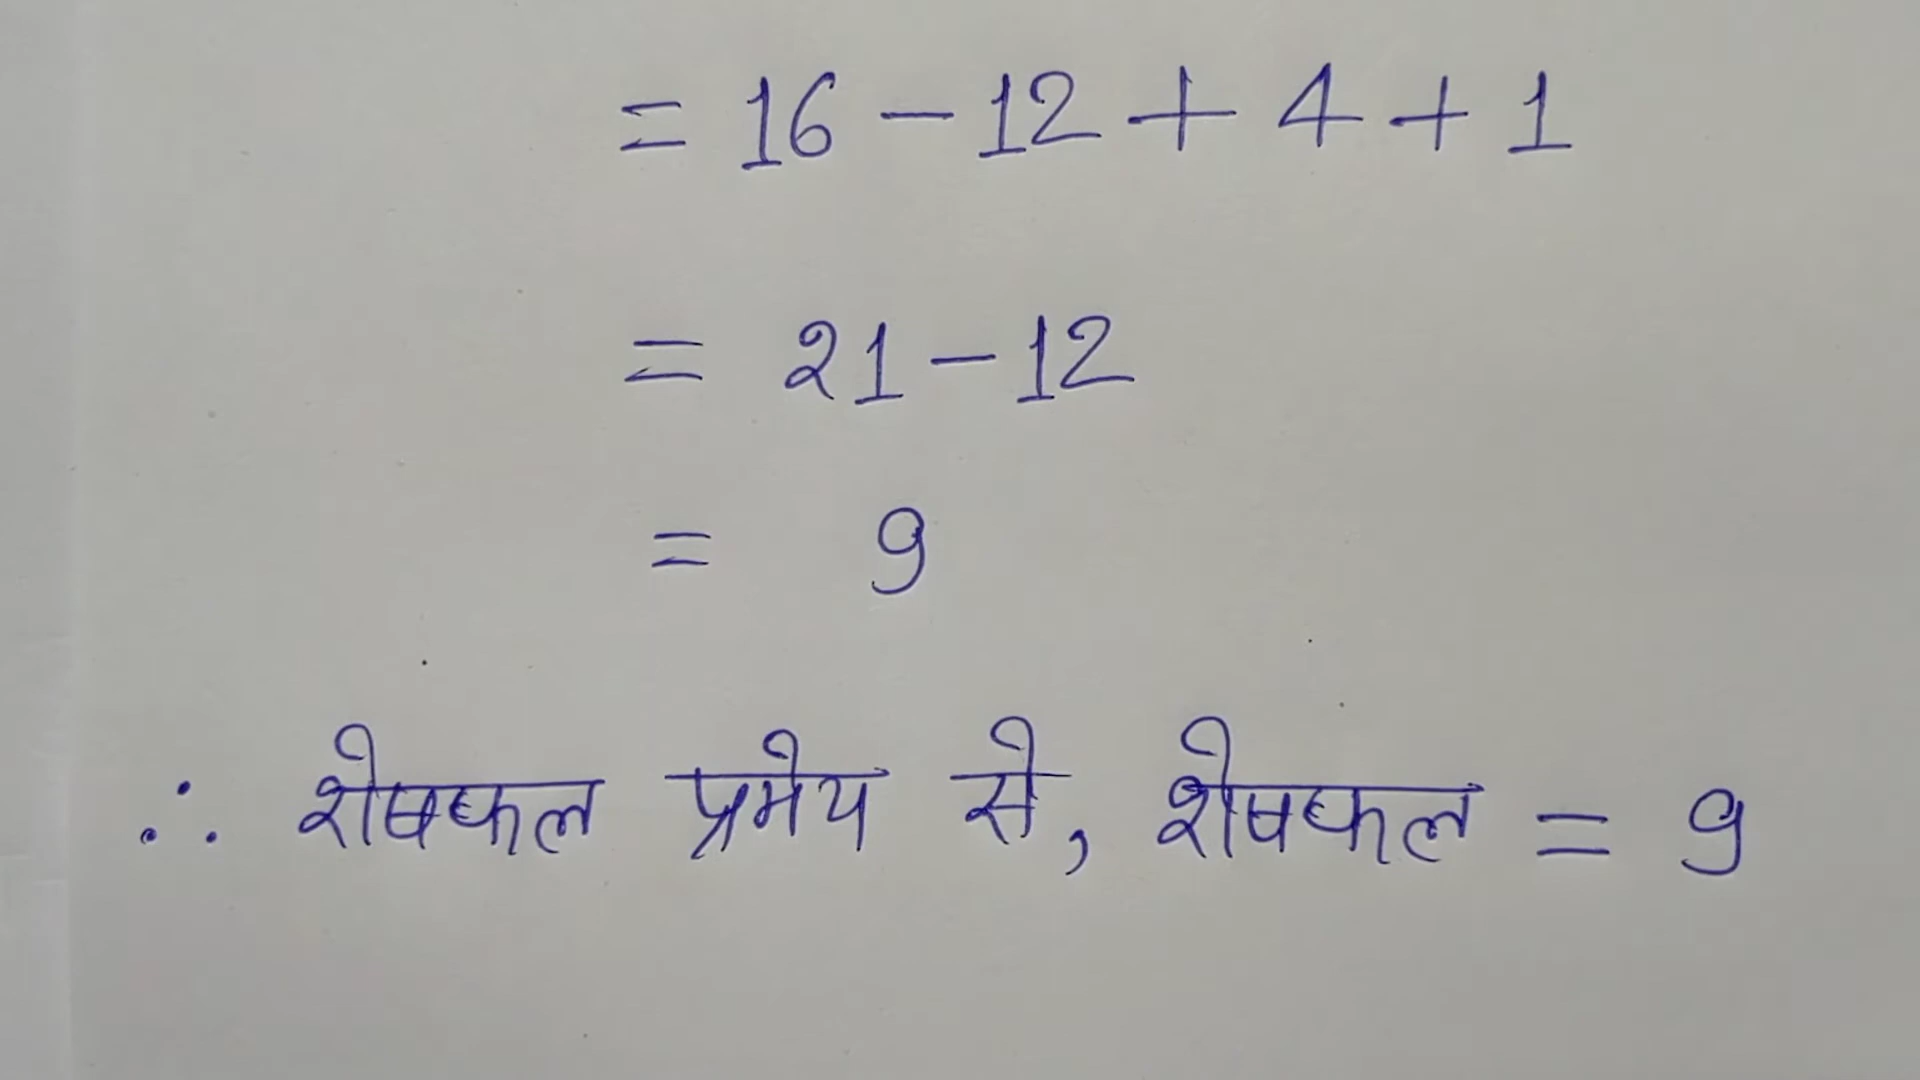 = 16 - 12 + 4 + 1
= 21 - 12
= 9
∴ शेषफल प्रमेय से, शेषफल = 9